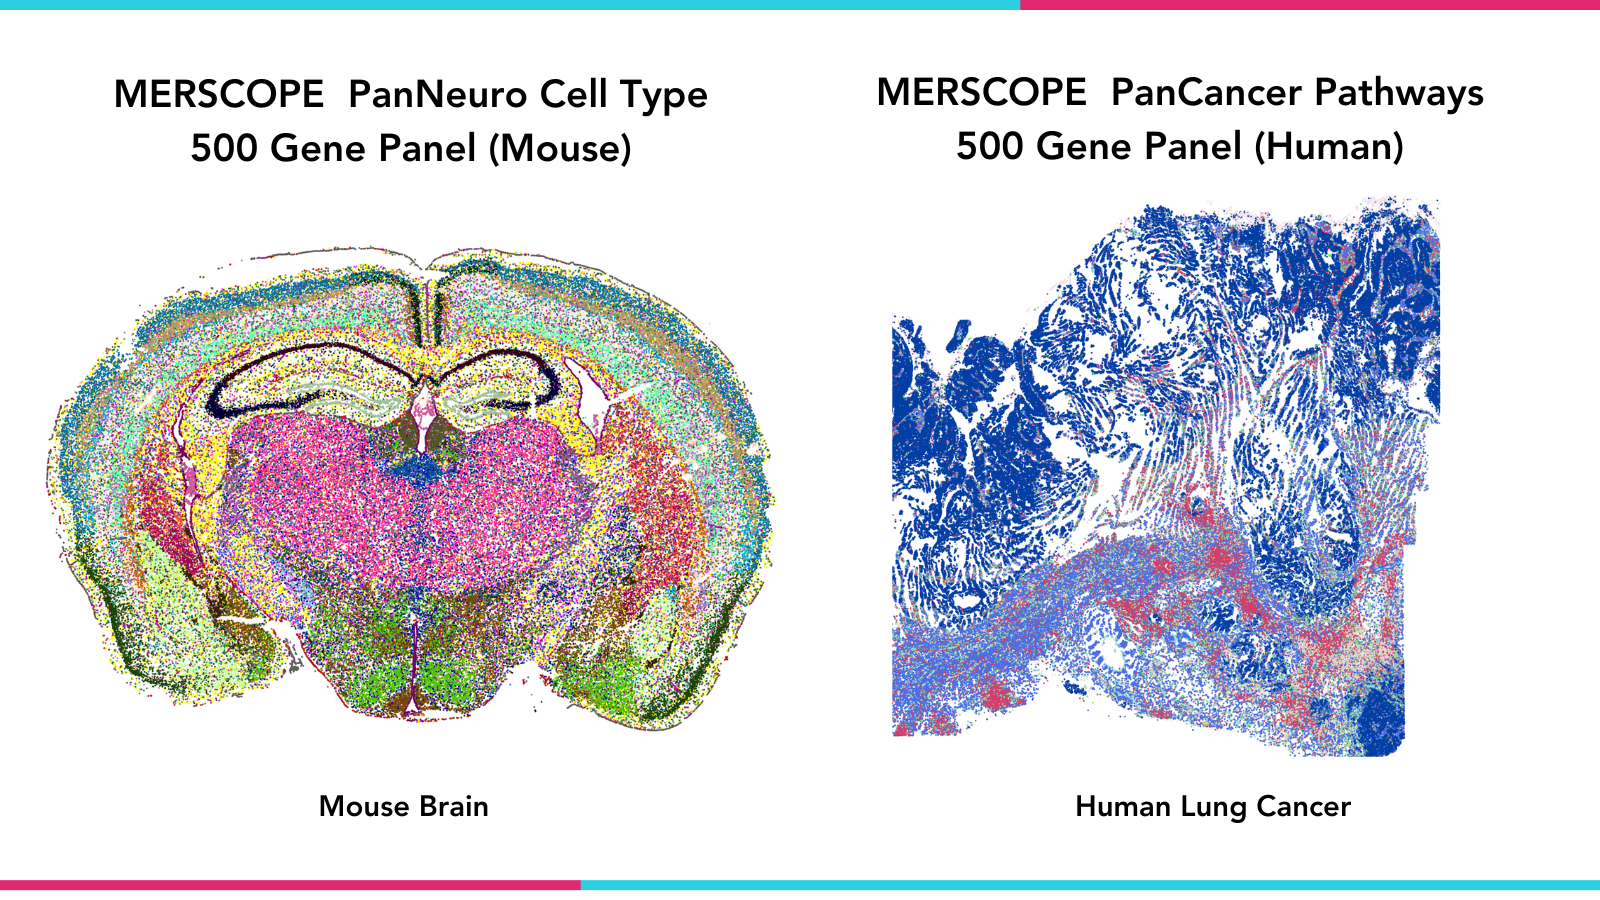 MERSCOPE  PanNeuro Cell Type
500 Gene Panel (Mouse)
Mouse Brain
MERSCOPE  PanCancer Pathways
500 Gene Panel (Human)
Human Lung Cancer